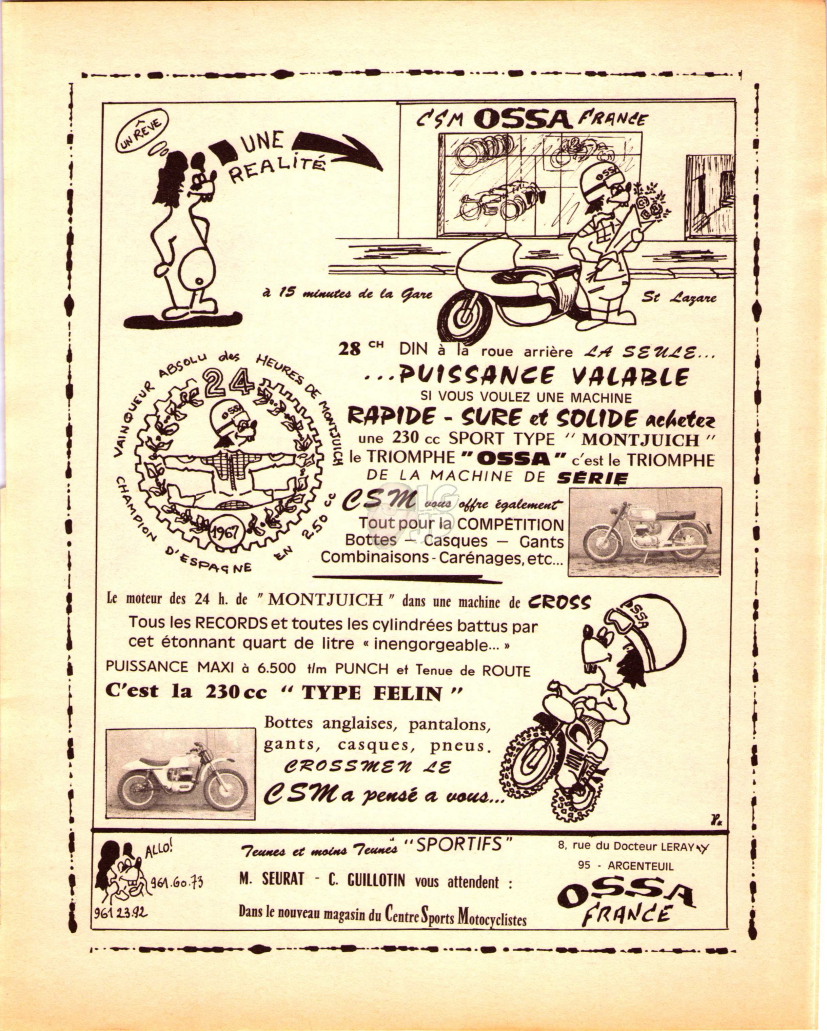 UN RÊVE
UNE
REALITÉ
CSM OSSA FRANCE
OSSA
à 15 minutes de la Gare St Lazare
28 CH DIN à la roue arrière LA SEULE...
...PUISSANCE VALABLE
SI VOUS VOULEZ UNE MACHINE
RAPIDE - SURE et SOLIDE achetez
une 230 cc SPORT TYPE " MONTJUICH "
le TRIOMPHE " OSSA " c'est le TRIOMPHE
DE LA MACHINE DE SÉRIE
VAINQUEUR ABSOLU des 24 HEURES DE MONTJUICH
OSSA
1967
CHAMPION D'ESPAGNE EN 250 cc
CSM vous offre également
Tout pour la COMPÉTITION
Bottes - Casques - Gants
Combinaisons - Carénages, etc...
Le moteur des 24 h. de " MONTJUICH " dans une machine de CROSS
Tous les RECORDS et toutes les cylindrées battus par
cet étonnant quart de litre « inengorgeable... »
PUISSANCE MAXI à 6.500 t/m PUNCH et Tenue de ROUTE
C'est la 230 cc " TYPE FELIN "
OSSA
Bottes anglaises, pantalons,
gants, casques, pneus.
CROSSMEN LE
CSM a pensé a vous...
ALLO!
961.60.73
961 23.92
Jeunes et moins Jeunes "SPORTIFS"
M. SEURAT - C. GUILLOTIN vous attendent :
Dans le nouveau magasin du Centre Sports Motocyclistes
8, rue du Docteur LERAY
95 - ARGENTEUIL
OSSA
FRANCE